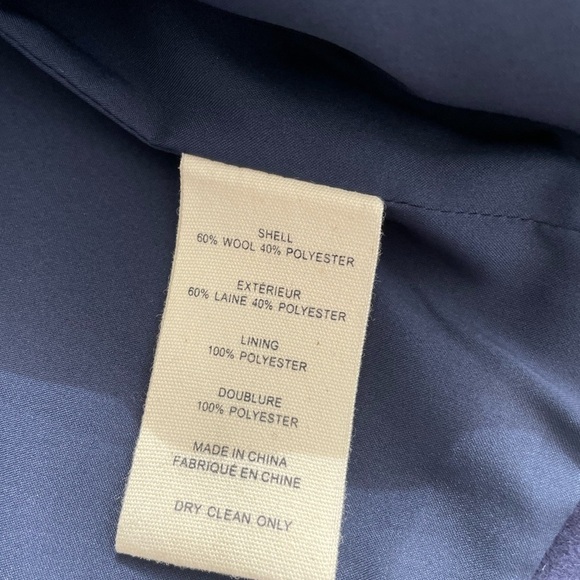 SHELL
60% WOOL 40% POLYESTER
EXTÉRIEUR
60% LAINE 40% POLYESTER
LINING
100% POLYESTER
DOUBLURE
100% POLYESTER
MADE IN CHINA
FABRIQUÉ EN CHINE
DRY CLEAN ONLY